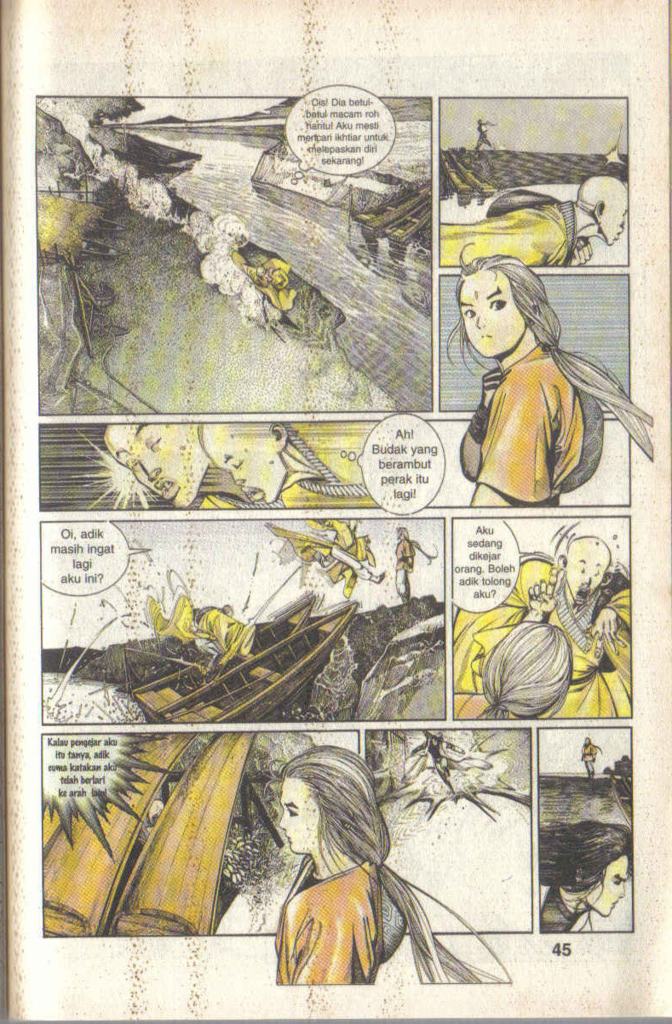 Cis! Dia betul-
betul macam roh
hantu! Aku mesti
mencari ikhtiar untuk
melepaskan diri
sekarang!
Ah!
Budak yang
berambut
perak itu
lagi!
Oi, adik
masih ingat
lagi
aku ini?
Aku
sedang
dikejar
orang. Boleh
adik tolong
aku?
Kalau pengejar aku
itu tanya, adik
cuma katakan aku
telah berlari
ke arah lain!
45